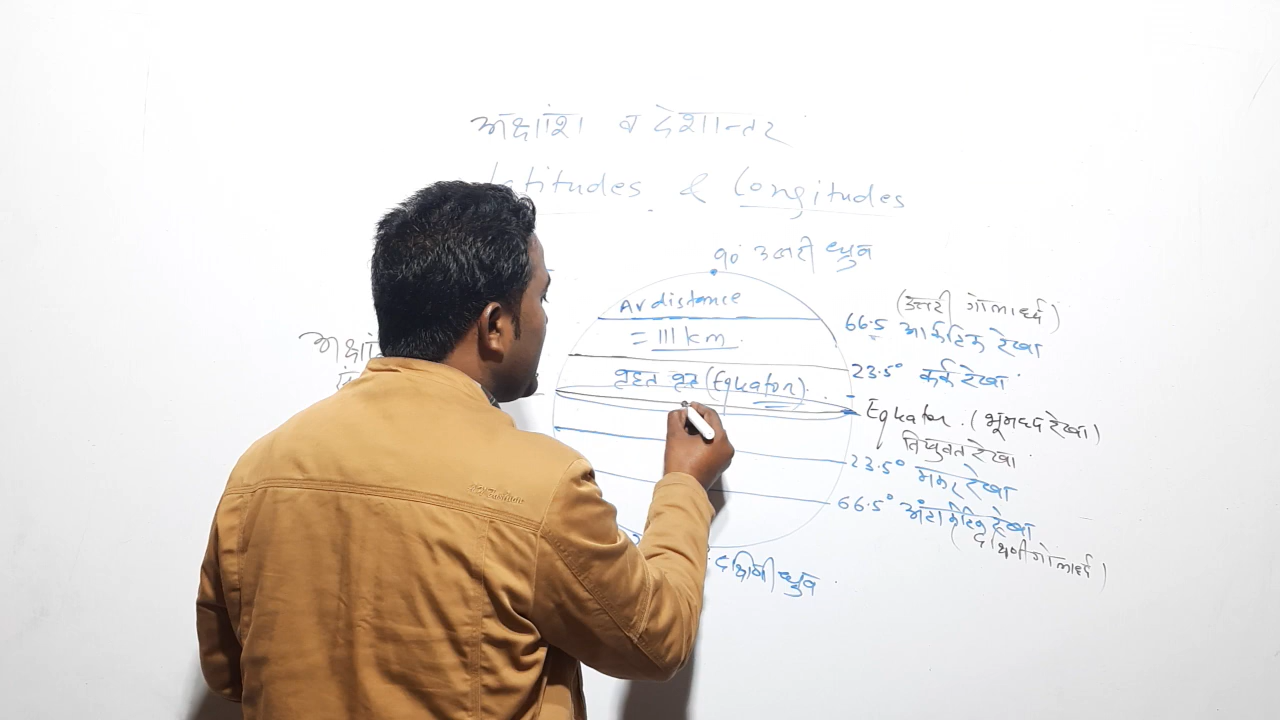 अक्षांश व देशान्तर
Latitudes & Longitudes
90° उत्तरी ध्रुव
Av distance
= 111 km.
वृहत वृत (Equator).
(उत्तरी गोलार्ध्द)
66.5 आर्कटिक रेखा
23.5° कर्क रेखा
Equator. (भूमध्य रेखा)
विषुवत रेखा
23.5° मकर रेखा
66.5° अंटार्कटिक रेखा
(दक्षिणी गोलार्ध्द)
दक्षिणी ध्रुव